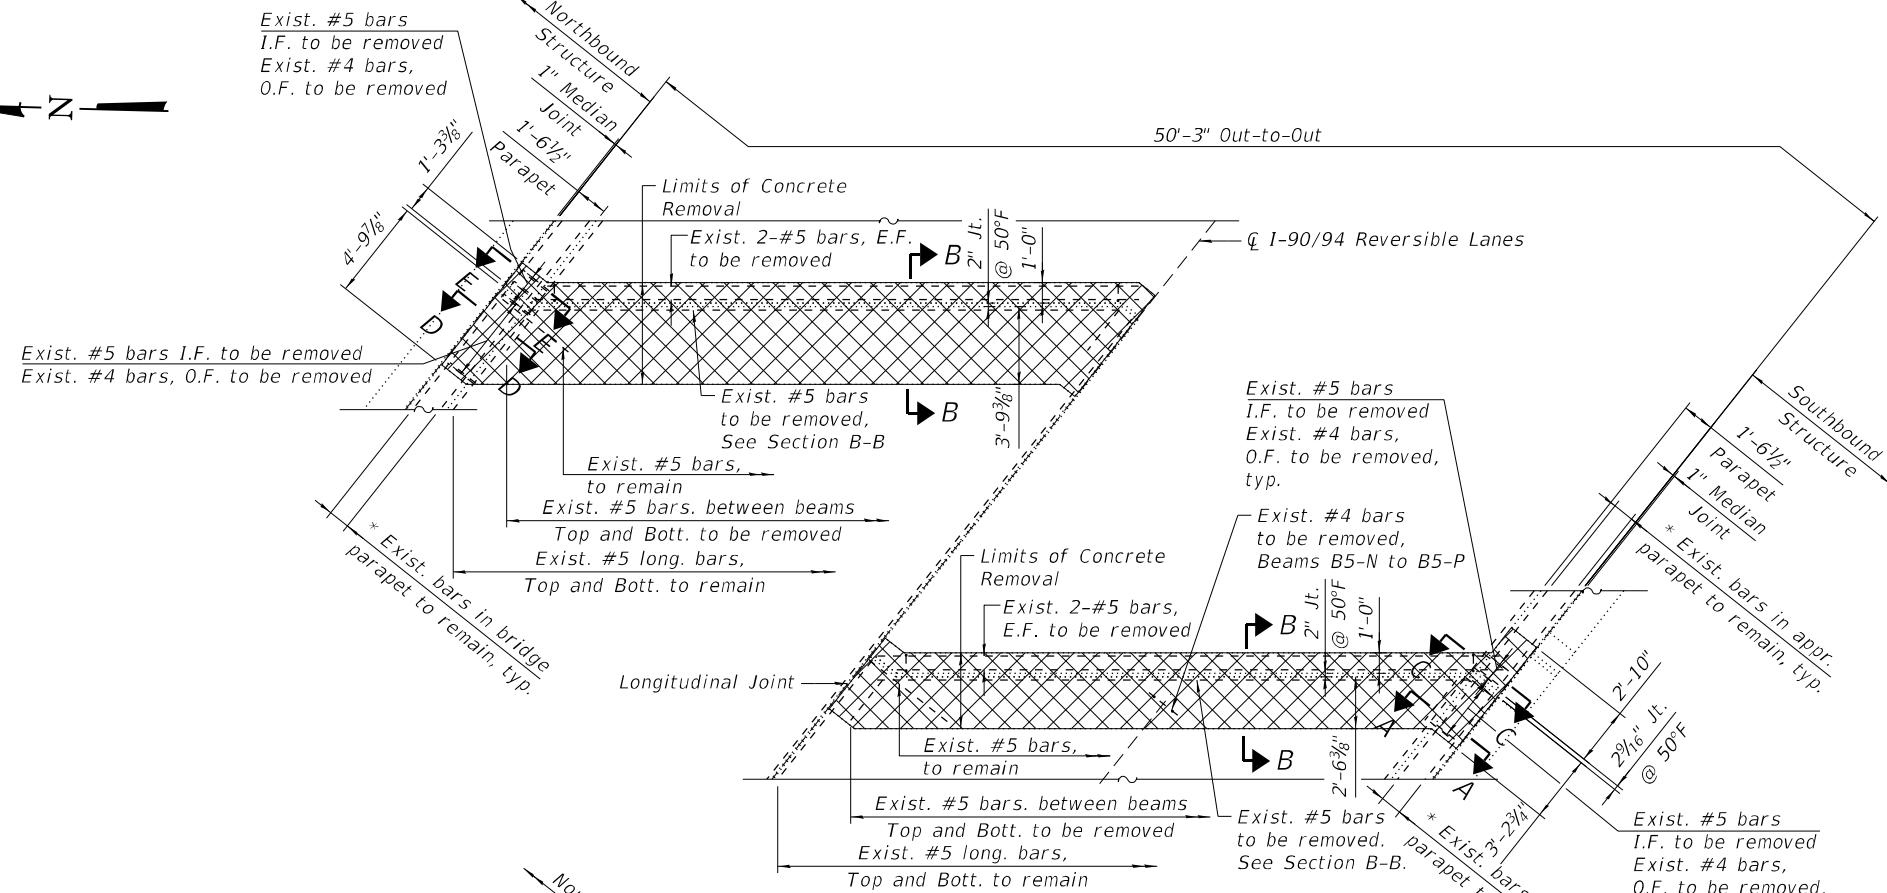 Exist. #5 bars
I.F. to be removed
Exist. #4 bars,
O.F. to be removed
N
Northbound
Structure
1" Median
Joint
1'-6½"
Parapet
1'-3⅜"
4'-9⅞"
50'-3" Out-to-Out
Limits of Concrete
Removal
Exist. 2-#5 bars, E.F.
to be removed
B
2" Jt.
@ 50°F
1'-0"
℄ I-90/94 Reversible Lanes
E
D
E
D
Exist. #5 bars I.F. to be removed
Exist. #4 bars, O.F. to be removed
Exist. #5 bars
to be removed,
See Section B-B
B
3'-9⅜"
Exist. #5 bars,
to remain
Exist. #5 bars. between beams
Top and Bott. to be removed
Exist. #5 long. bars,
Top and Bott. to remain
* Exist. bars in bridge
parapet to remain, typ.
Exist. #5 bars
I.F. to be removed
Exist. #4 bars,
O.F. to be removed,
typ.
Southbound
Structure
1'-6½"
Parapet
1" Median
Joint
* Exist. bars in appr.
parapet to remain, typ.
Exist. #4 bars
to be removed,
Beams B5-N to B5-P
Limits of Concrete
Removal
Exist. 2-#5 bars,
E.F. to be removed
B
2" Jt.
@ 50°F
1'-0"
Longitudinal Joint
C
A
C
A
2'-10"
2⁹⁄₁₆" Jt.
@ 50°F
3'-2¾"
Exist. #5 bars,
to remain
B
2'-6⅜"
Exist. #5 bars. between beams
Top and Bott. to be removed
Exist. #5 long. bars,
Top and Bott. to remain
Exist. #5 bars
to be removed.
See Section B-B.
* Exist. bars
parapet t
Exist. #5 bars
I.F. to be removed
Exist. #4 bars,
O.F. to be removed,
No